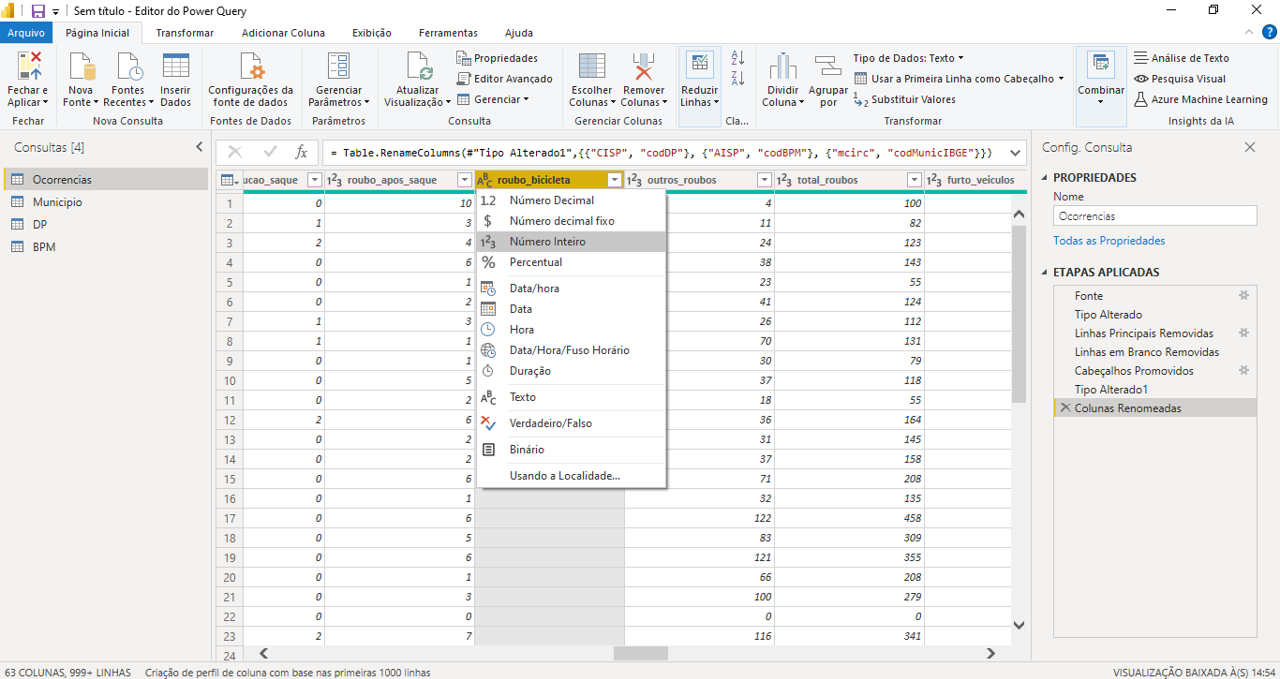 Sem título - Editor do Power Query
Arquivo Página Inicial Transformar Adicionar Coluna Exibição Ferramentas Ajuda
Fechar e Aplicar
Fechar
Nova Fonte
Fontes Recentes
Inserir Dados
Nova Consulta
Configurações da fonte de dados
Fontes de Dados
Gerenciar Parâmetros
Parâmetros
Atualizar Visualização
Propriedades
Editor Avançado
Gerenciar
Consulta
Escolher Colunas
Remover Colunas
Gerenciar Colunas
Reduzir Linhas
Cla...
Dividir Coluna
Agrupar por
Tipo de Dados: Texto
Usar a Primeira Linha como Cabeçalho
Substituir Valores
Transformar
Combinar
Análise de Texto
Pesquisa Visual
Azure Machine Learning
Insights da IA
Consultas [4]
Ocorrencias
Municipio
DP
BPM
= Table.RenameColumns(#"Tipo Alterado1",{{"CISP", "codDP"}, {"AISP", "codBPM"}, {"mcirc", "codMunicIBGE"}})
ucao_saque 123 roubo_apos_saque ABC roubo_bicicleta 123 outros_roubos 123 total_roubos 123 furto_veiculos
1 0 10 4 100
2 1 3 11 82
3 2 4 24 123
4 0 6 38 143
5 0 1 23 55
6 0 2 41 124
7 1 3 26 112
8 1 1 70 131
9 0 1 30 79
10 0 5 37 118
11 0 2 18 55
12 2 6 36 164
13 0 2 31 145
14 0 2 37 158
15 0 6 71 208
16 0 1 32 135
17 0 6 122 458
18 0 5 83 309
19 0 6 121 355
20 0 1 66 208
21 0 3 100 279
22 0 0 0 0
23 2 7 116 341
24
1.2 Número Decimal
$ Número decimal fixo
123 Número Inteiro
% Percentual
Data/hora
Data
Hora
Data/Hora/Fuso Horário
Duração
ABC Texto
Verdadeiro/Falso
Binário
Usando a Localidade...
Config. Consulta
PROPRIEDADES
Nome
Ocorrencias
Todas as Propriedades
ETAPAS APLICADAS
Fonte
Tipo Alterado
Linhas Principais Removidas
Linhas em Branco Removidas
Cabeçalhos Promovidos
Tipo Alterado1
Colunas Renomeadas
63 COLUNAS, 999+ LINHAS Criação de perfil de coluna com base nas primeiras 1000 linhas VISUALIZAÇÃO BAIXADA À(S) 14:54